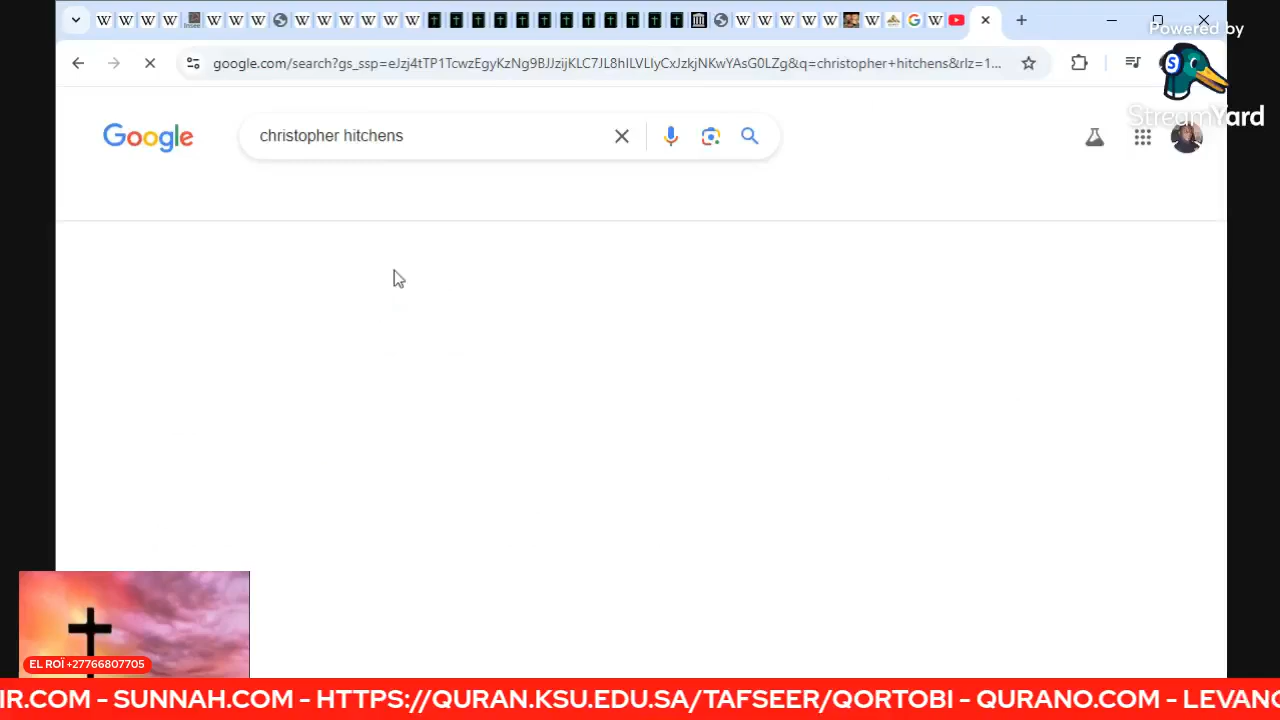 Powered by
google.com/search?gs_ssp=eJzj4tTP1TcwzEgyKzNg9BJJzijKLC7JL8hILVLIyCxJzkjNKwYAsG0LZg&q=christopher+hitchens&rlz=1...
StreamYard
Google
christopher hitchens
EL ROÏ +27766807705
IR.COM - SUNNAH.COM - HTTPS://QURAN.KSU.EDU.SA/TAFSEER/QORTOBI - QURANO.COM - LEVANG